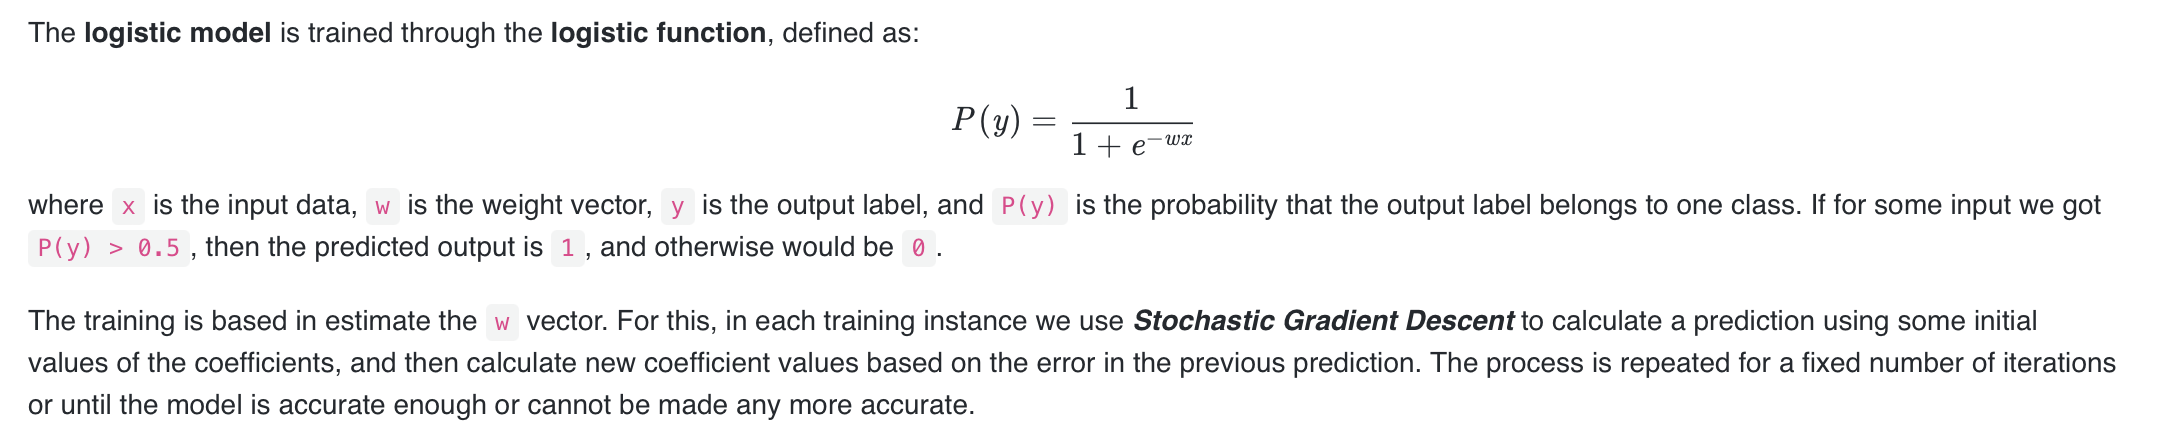 The logistic model is trained through the logistic function, defined as:
P(y) = 1 / (1 + e^{-wx})
where x is the input data, w is the weight vector, y is the output label, and P(y) is the probability that the output label belongs to one class. If for some input we got
P(y) > 0.5 , then the predicted output is 1 , and otherwise would be 0 .
The training is based in estimate the w vector. For this, in each training instance we use Stochastic Gradient Descent to calculate a prediction using some initial
values of the coefficients, and then calculate new coefficient values based on the error in the previous prediction. The process is repeated for a fixed number of iterations
or until the model is accurate enough or cannot be made any more accurate.